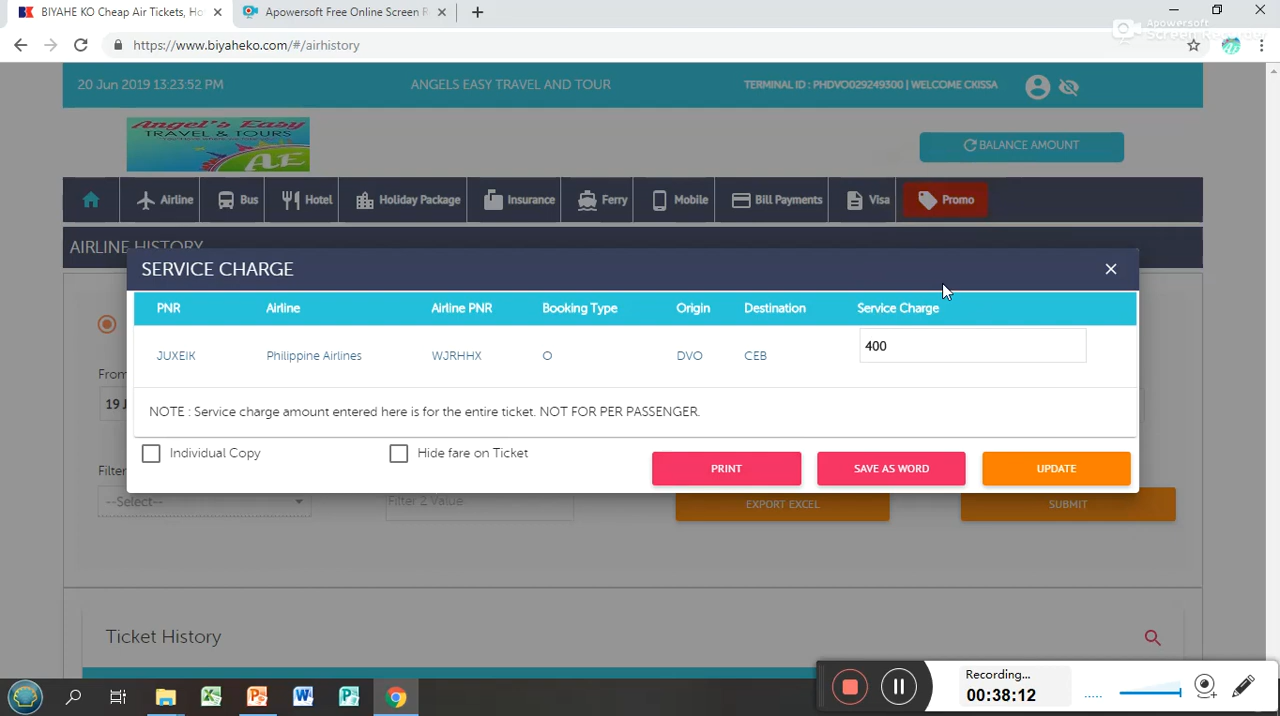 BIYAHE KO Cheap Air Tickets, Ho
Apowersoft Free Online Screen R
Apowersoft
Screen Recorder
https://www.biyaheko.com/#/airhistory
20 Jun 2019 13:23:52 PM
ANGELS EASY TRAVEL AND TOUR
TERMINAL ID : PHDVO029249300 | WELCOME CKISSA
Angel's Easy
TRAVEL & TOURS
AE
BALANCE AMOUNT
Airline Bus Hotel Holiday Package Insurance Ferry Mobile Bill Payments Visa Promo
AIRLINE HISTORY
SERVICE CHARGE
PNR Airline Airline PNR Booking Type Origin Destination Service Charge
JUXEIK Philippine Airlines WJRHHX O DVO CEB 400
From
19 J
NOTE : Service charge amount entered here is for the entire ticket. NOT FOR PER PASSENGER.
Individual Copy Hide fare on Ticket PRINT SAVE AS WORD UPDATE
Filter
--Select-- Filter 2 Value EXPORT EXCEL SUBMIT
Ticket History
Recording...
00:38:12